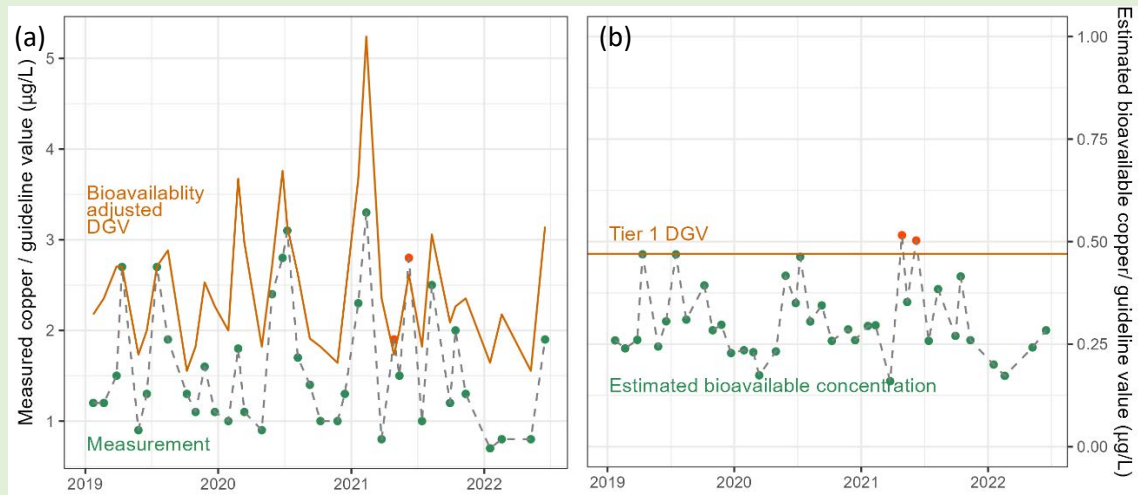 (a)
Measured copper / guideline value (µg/L)
5
4
3
2
1
Bioavailablity
adjusted
DGV
Measurement
2019
2020
2021
2022
(b)
Tier 1 DGV
Estimated bioavailable concentration
2019
2020
2021
2022
1.00
0.75
0.50
0.25
0.00
Estimated bioavailable copper/ guideline value (µg/L)